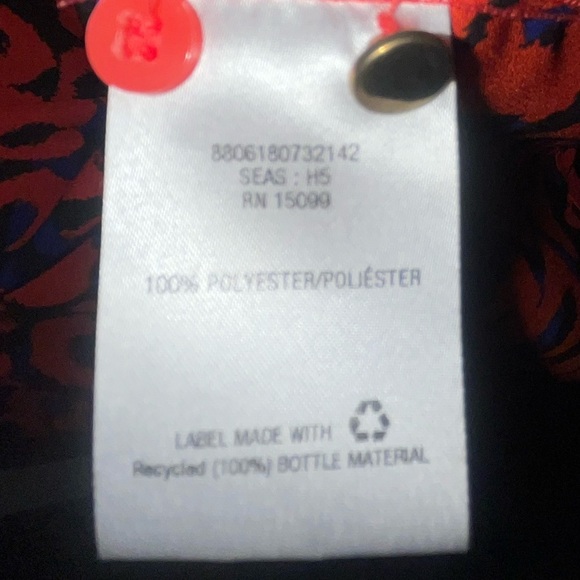 8806180732142
SEAS : H5
RN 15099
100% POLYESTER/POLIÉSTER
LABEL MADE WITH
Recycled (100%) BOTTLE MATERIAL